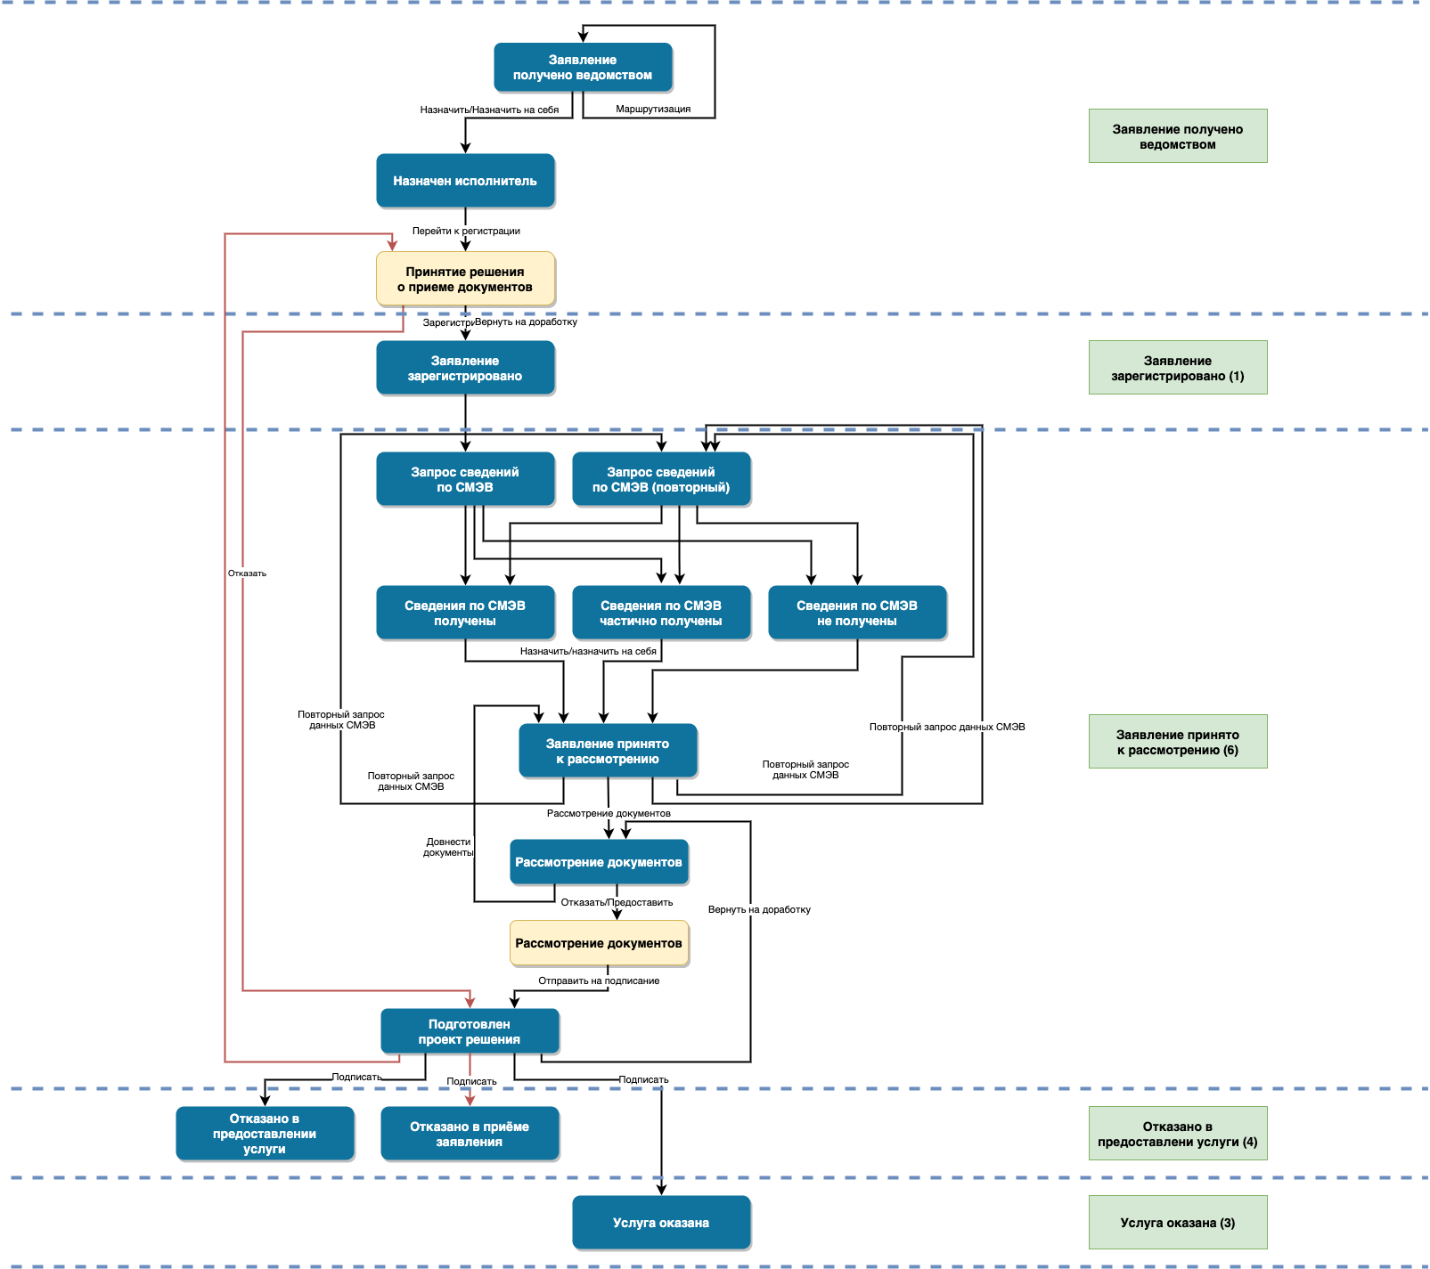 Заявление
получено ведомством
Назначить/Назначить на себя
Маршрутизация
Заявление получено
ведомством
Назначен исполнитель
Перейти к регистрации
Принятие решения
о приеме документов
Вернуть на доработку
Заявление
зарегистрировано
Заявление
зарегистрировано (1)
Запрос сведений
по СМЭВ
Запрос сведений
по СМЭВ (повторный)
Отказать
Сведения по СМЭВ
получены
Сведения по СМЭВ
частично получены
Сведения по СМЭВ
не получены
Назначить/назначить на себя
Повторный запрос
данных СМЭВ
Заявление принято
к рассмотрению
Повторный запрос данных СМЭВ
Заявление принято
к рассмотрению (6)
Повторный запрос
данных СМЭВ
Повторный запрос
данных СМЭВ
Рассмотрение документов
Довнести
документы
Рассмотрение документов
Отказать/Предоставить
Вернуть на доработку
Рассмотрение документов
Отправить на подписание
Подготовлен
проект решения
Подписать
Подписать
Подписать
Отказано в
предоставлении
услуги
Отказано в приёме
заявления
Отказано в
предоставлени услуги (4)
Услуга оказана
Услуга оказана (3)